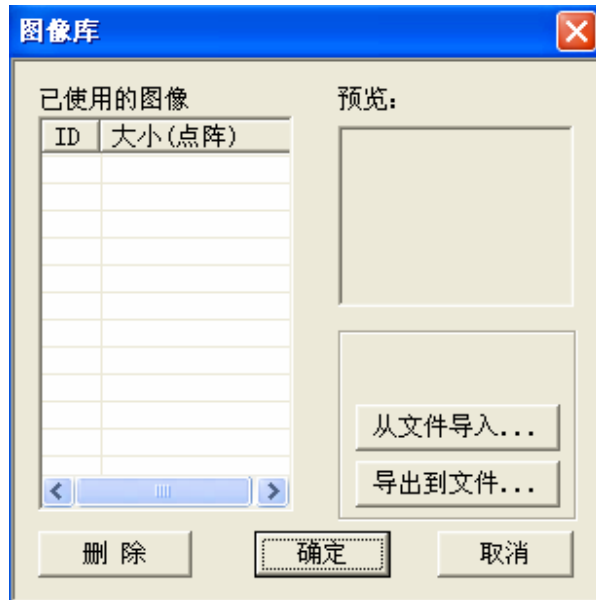 图像库
已使用的图像
预览:
ID 大小(点阵)
从文件导入...
导出到文件...
删 除 确定 取消